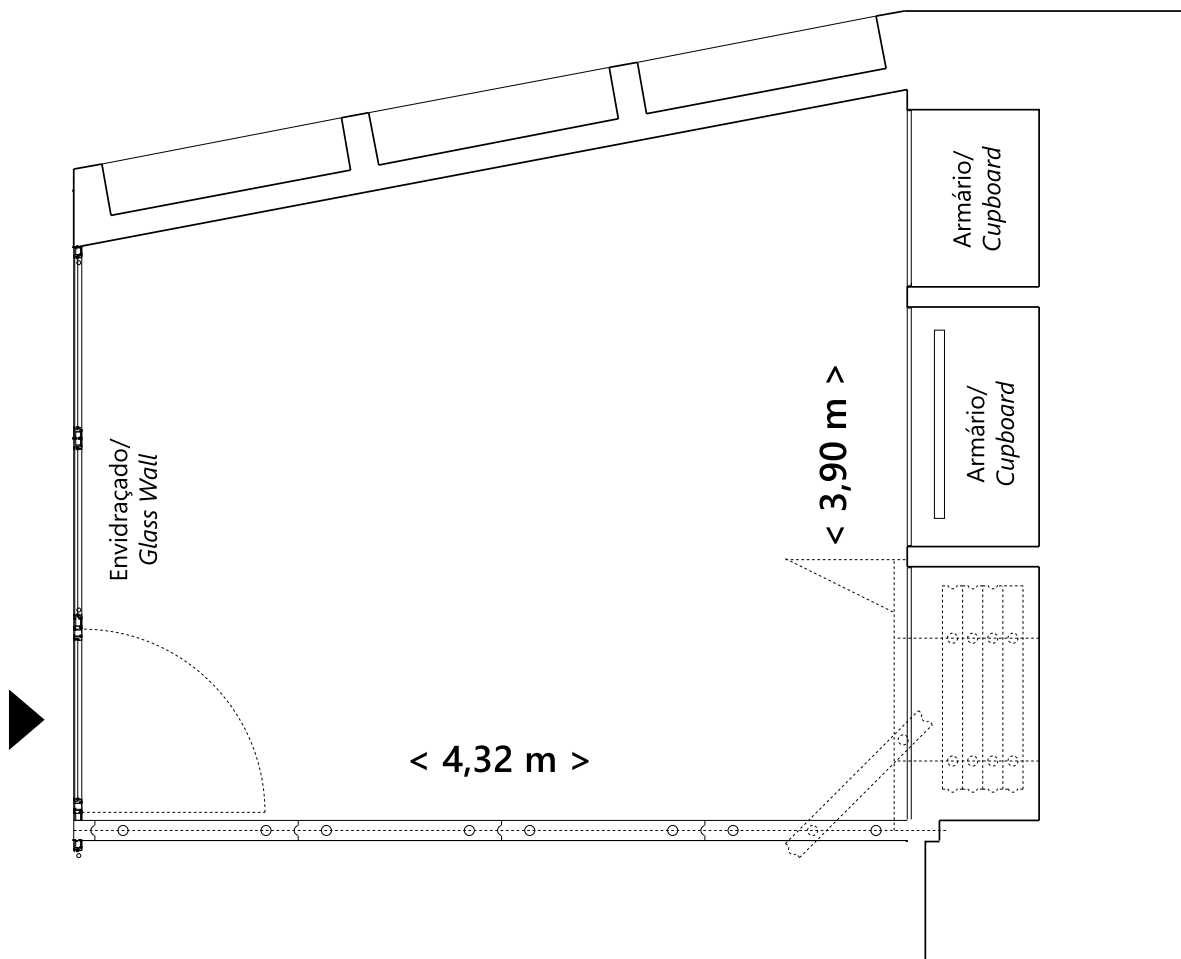 Armário/
Cupboard
Armário/
Cupboard
< 3,90 m >
Envidraçado/
Glass Wall
< 4,32 m >